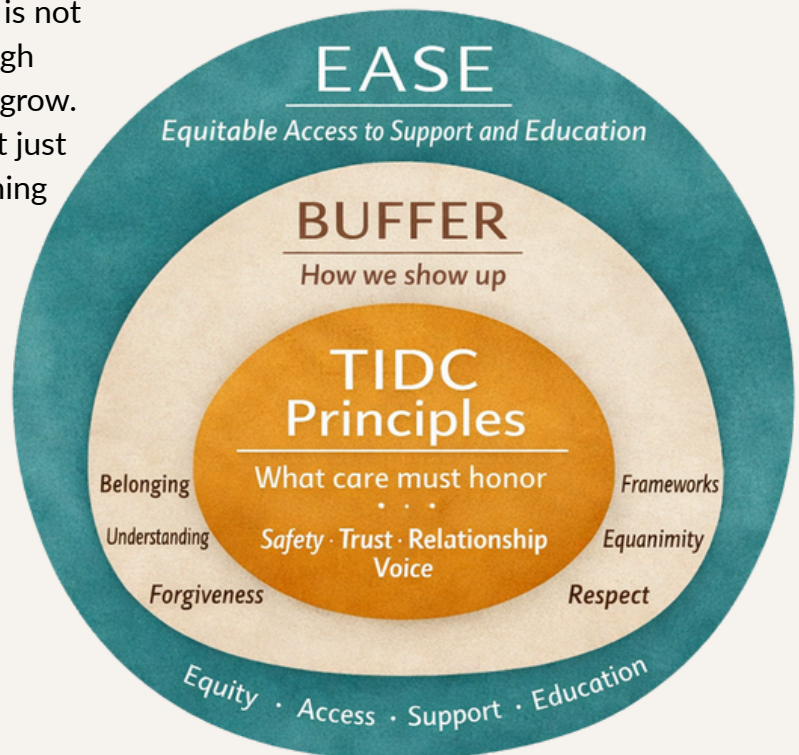 is not
gh
grow.
t just
ning
EASE
Equitable Access to Support and Education
BUFFER
How we show up
TIDC
Principles
What care must honor
• • •
Safety · Trust · Relationship
Voice
Belonging
Understanding
Forgiveness
Frameworks
Equanimity
Respect
Equity · Access · Support · Education